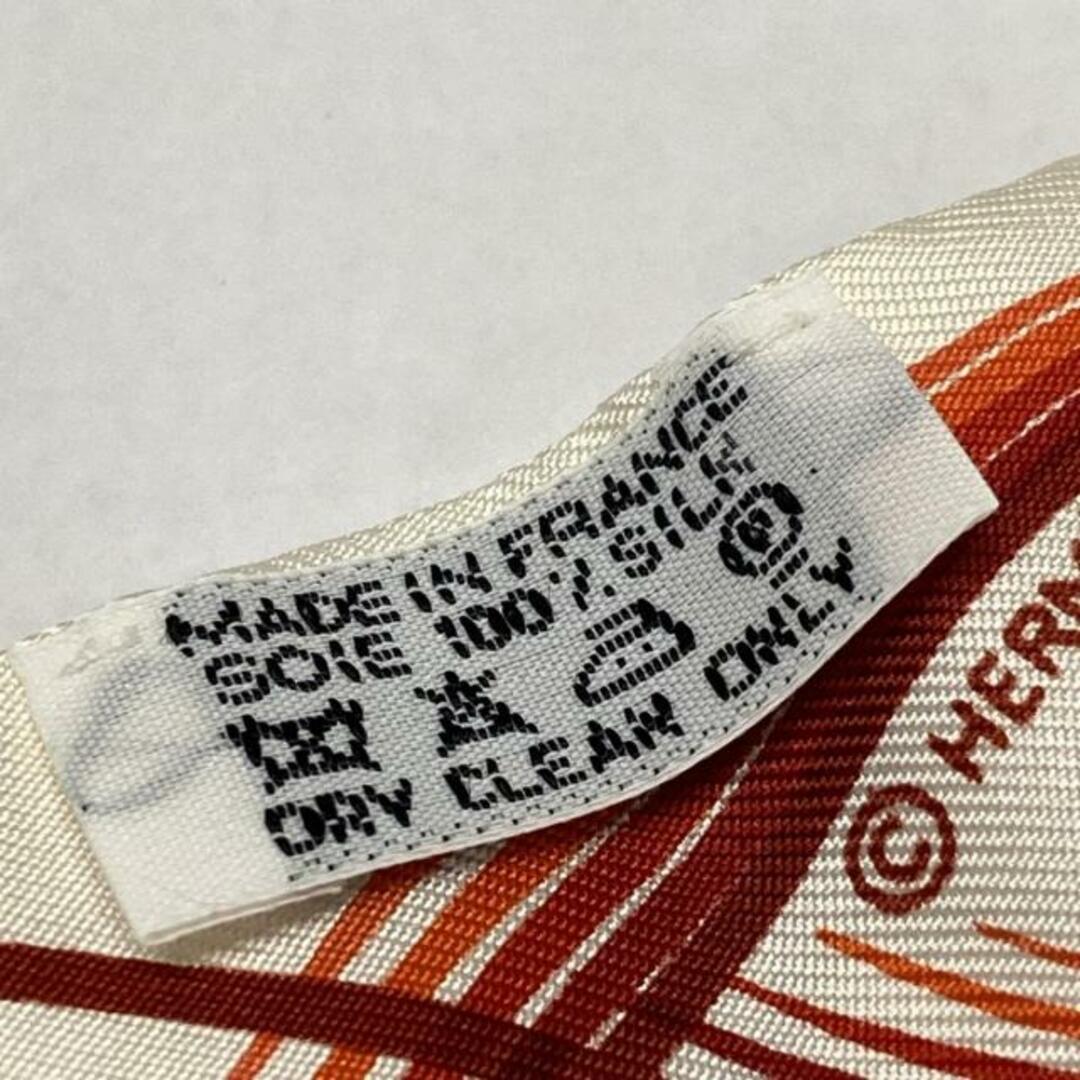 MADE IN FRANCE
SOIE 100% SILK
DRY CLEAN ONLY
© HERM